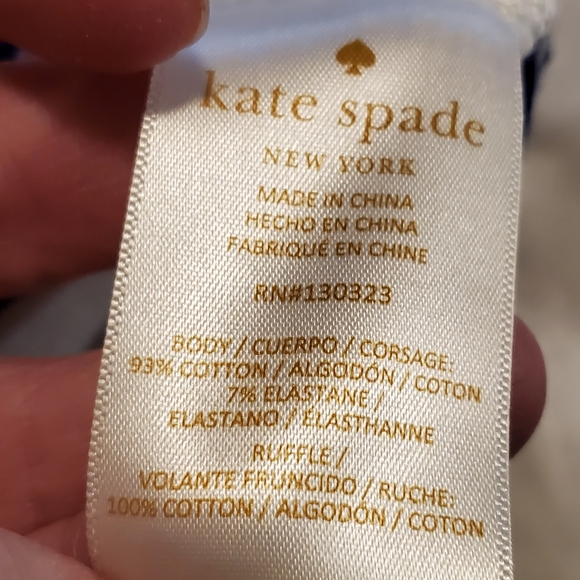 kate spade
NEW YORK
MADE IN CHINA
HECHO EN CHINA
FABRIQUÉ EN CHINE
RN#130323
BODY / CUERPO / CORSAGE:
93% COTTON / ALGODÓN / COTON
7% ELASTANE /
ELASTANO / ÉLASTHANNE
RUFFLE /
VOLANTE FRUNCIDO / RUCHE:
100% COTTON / ALGODÓN / COTON